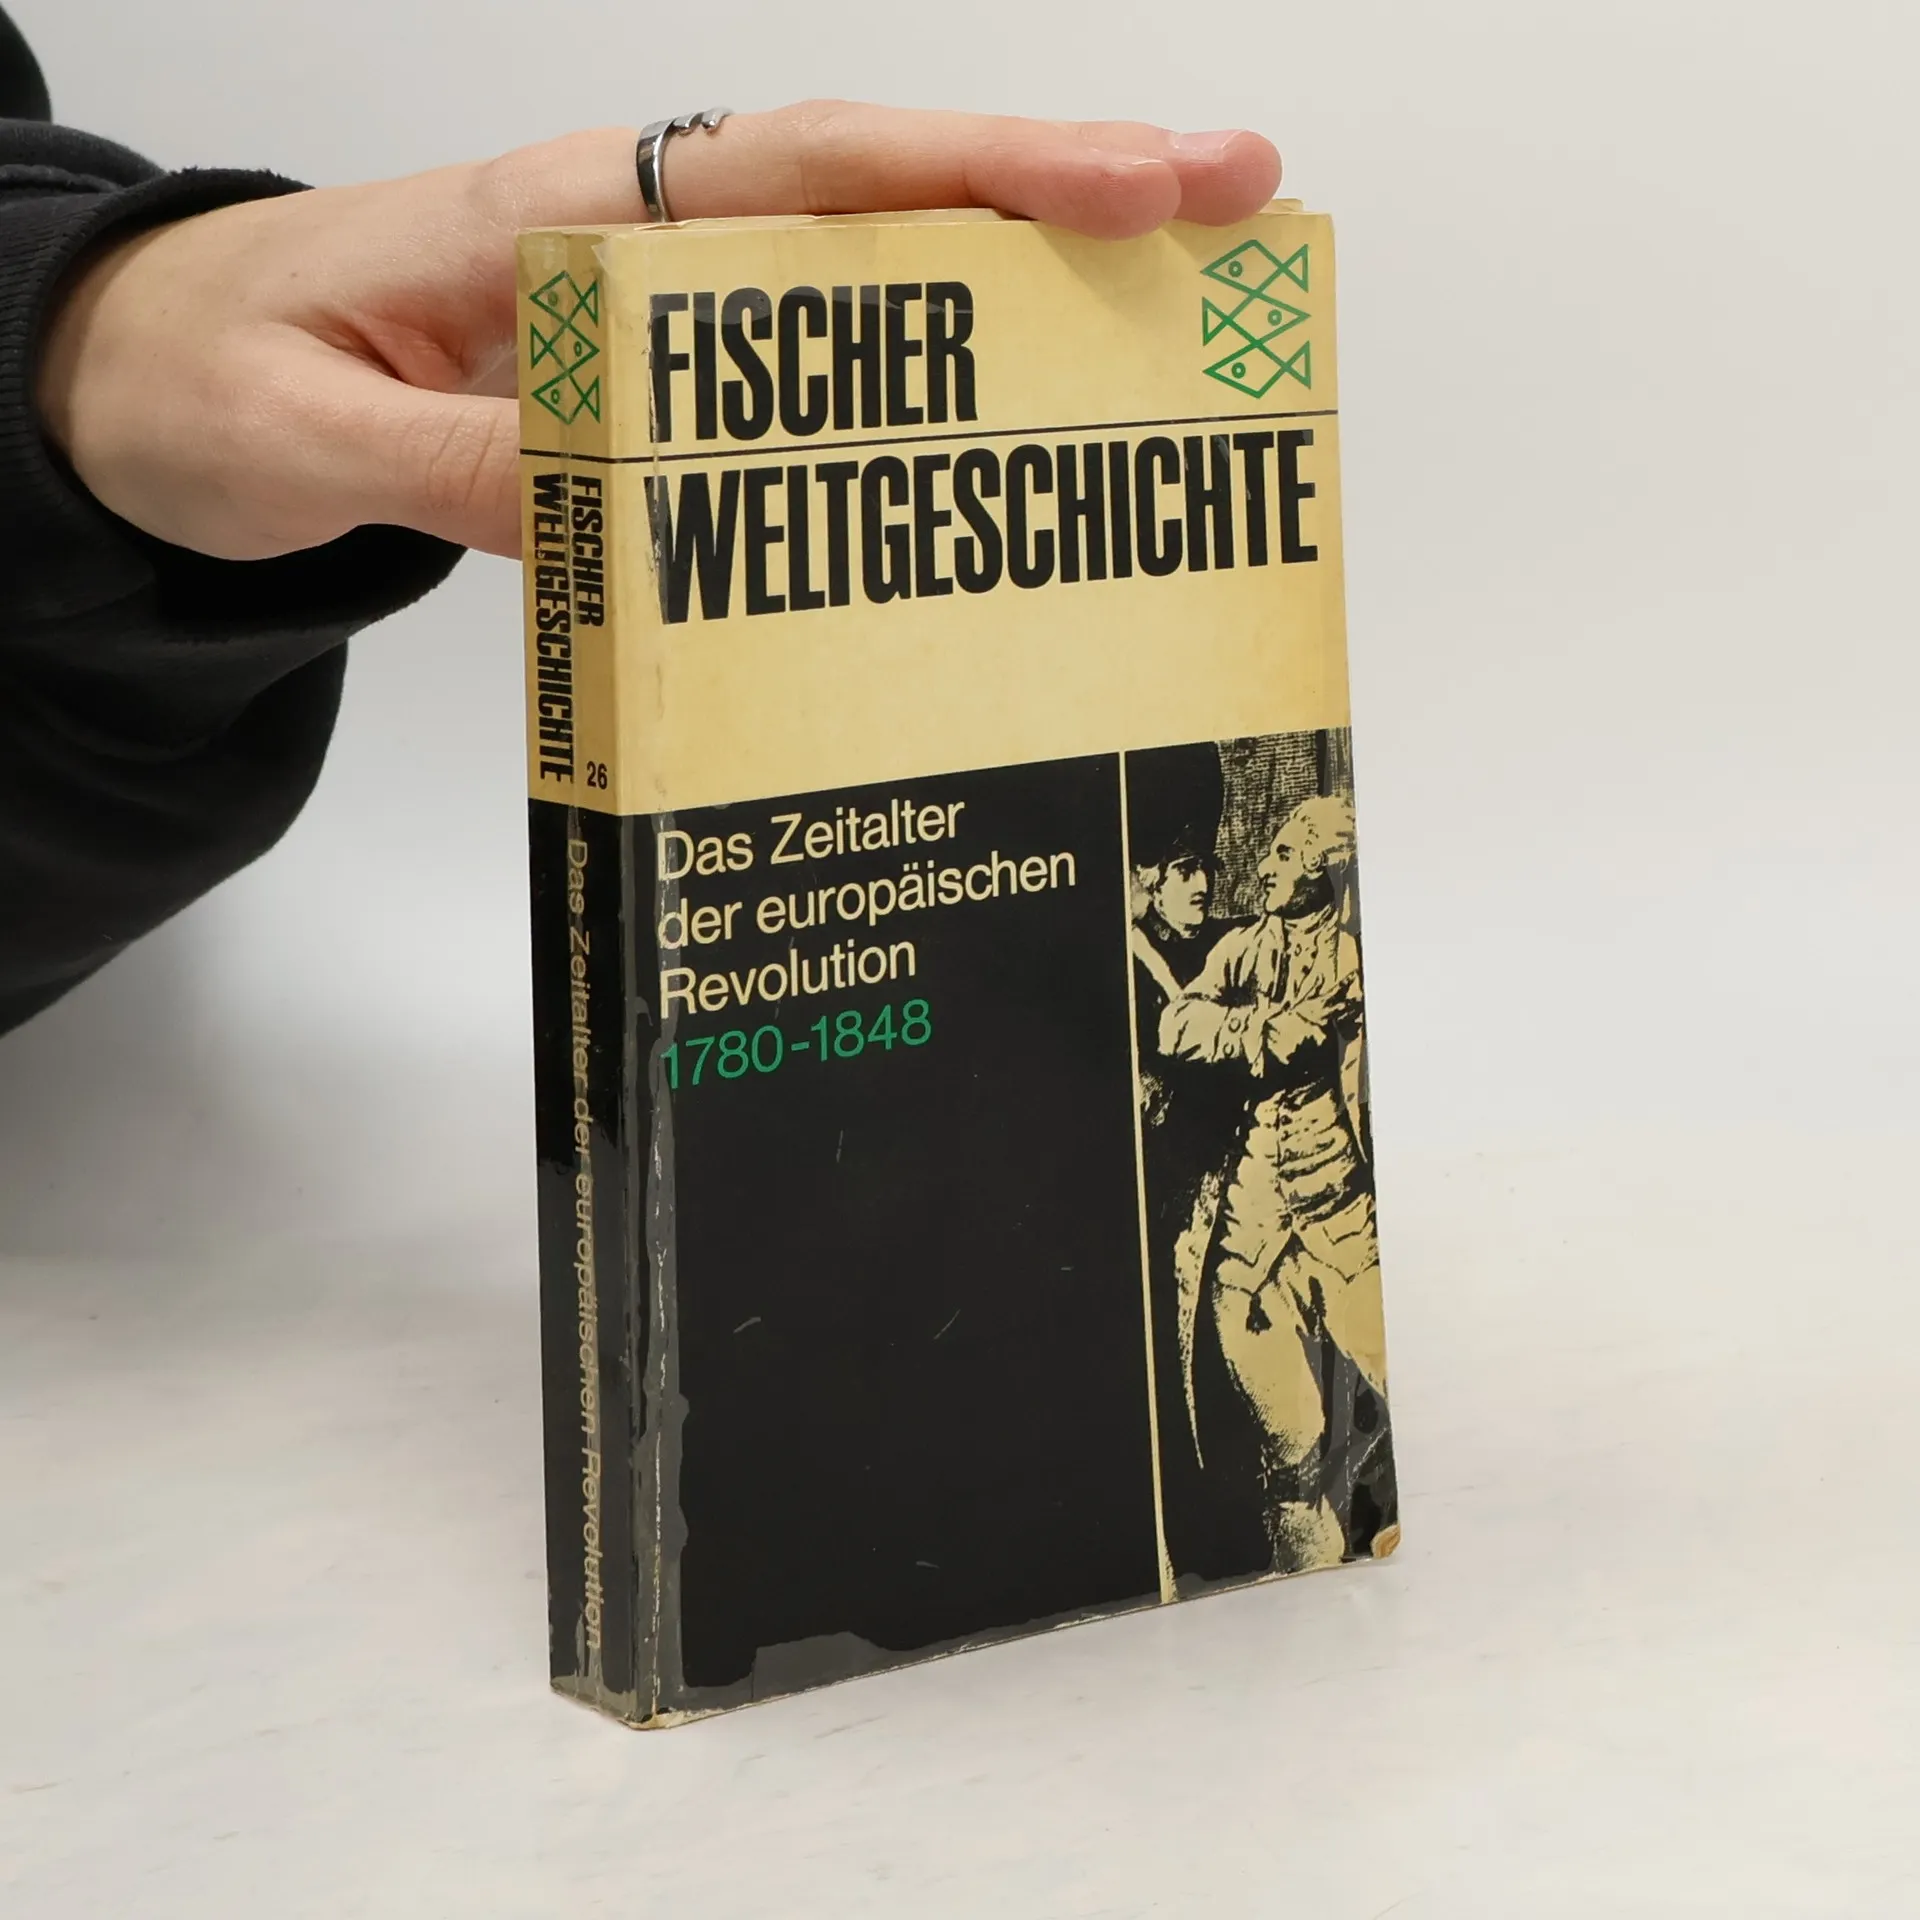 FISCHER
WELTGESCHICHTE
Das Zeitalter
der europäischen
Revolution
1780-1848
FISCHER
WELTGESCHICHTE
26
Das Zeitalter der europäischen Revolution